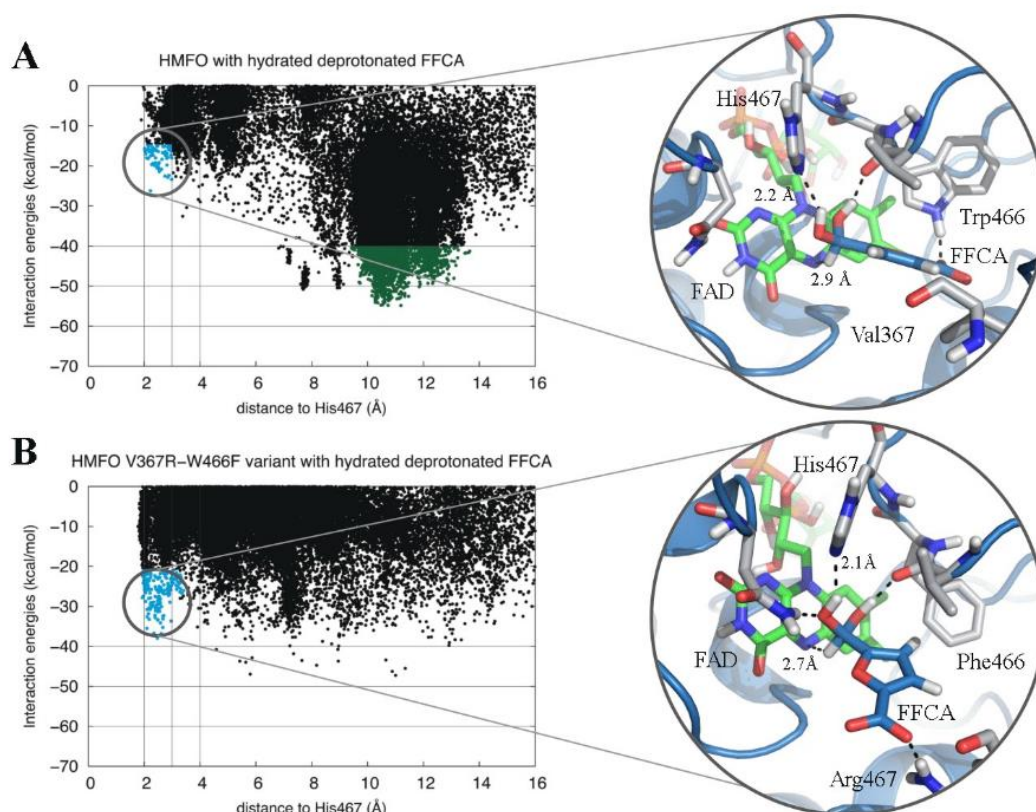 A
HMFO with hydrated deprotonated FFCA
Interaction energies (kcal/mol)
0
−10
−20
−30
−40
−50
−60
−70
0 2 4 6 8 10 12 14 16
distance to His467 (Å)
His467
2.2 Å
Trp466
FFCA
2.9 Å
FAD
Val367
B
HMFO V367R−W466F variant with hydrated deprotonated FFCA
Interaction energies (kcal/mol)
0
−10
−20
−30
−40
−50
−60
−70
0 2 4 6 8 10 12 14 16
distance to His467 (Å)
His467
2.1Å
Phe466
FAD
2.7Å
FFCA
Arg467